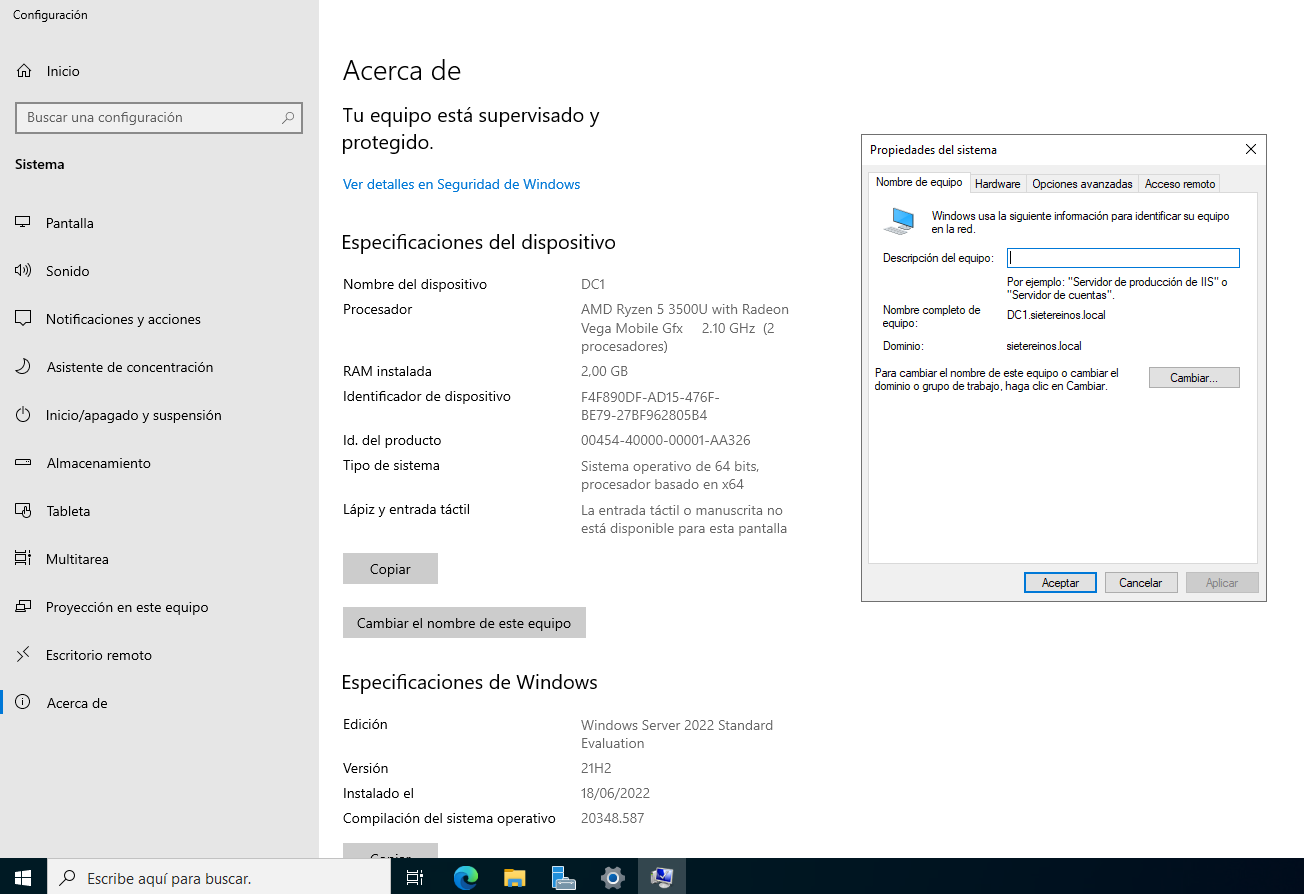 Configuración
Inicio
Buscar una configuración
Sistema
Pantalla
Sonido
Notificaciones y acciones
Asistente de concentración
Inicio/apagado y suspensión
Almacenamiento
Tableta
Multitarea
Proyección en este equipo
Escritorio remoto
Acerca de
Acerca de
Tu equipo está supervisado y
protegido.
Ver detalles en Seguridad de Windows
Especificaciones del dispositivo
Nombre del dispositivo DC1
Procesador AMD Ryzen 5 3500U with Radeon
Vega Mobile Gfx 2.10 GHz (2
procesadores)
RAM instalada 2,00 GB
Identificador de dispositivo F4F890DF-AD15-476F-
BE79-27BF962805B4
Id. del producto 00454-40000-00001-AA326
Tipo de sistema Sistema operativo de 64 bits,
procesador basado en x64
Lápiz y entrada táctil La entrada táctil o manuscrita no
está disponible para esta pantalla
Copiar
Cambiar el nombre de este equipo
Especificaciones de Windows
Edición Windows Server 2022 Standard
Evaluation
Versión 21H2
Instalado el 18/06/2022
Compilación del sistema operativo 20348.587
Copiar
Propiedades del sistema
Nombre de equipo Hardware Opciones avanzadas Acceso remoto
Windows usa la siguiente información para identificar su equipo
en la red.
Descripción del equipo:
Por ejemplo: "Servidor de producción de IIS" o
"Servidor de cuentas".
Nombre completo de
equipo: DC1.sietereinos.local
Dominio: sietereinos.local
Para cambiar el nombre de este equipo o cambiar el
dominio o grupo de trabajo, haga clic en Cambiar.
Cambiar...
Aceptar Cancelar Aplicar
Escribe aquí para buscar.